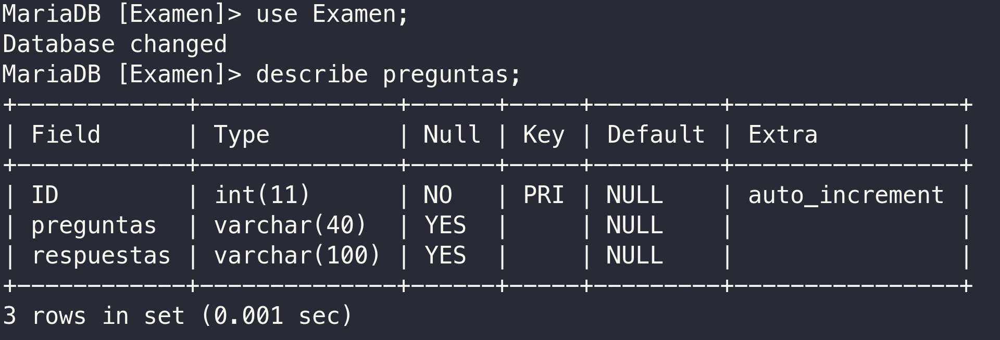 MariaDB [Examen]> use Examen;
Database changed
MariaDB [Examen]> describe preguntas;
+------------+--------------+------+-----+---------+----------------+
| Field      | Type         | Null | Key | Default | Extra          |
+------------+--------------+------+-----+---------+----------------+
| ID         | int(11)      | NO   | PRI | NULL    | auto_increment |
| preguntas  | varchar(40)  | YES  |     | NULL    |                |
| respuestas | varchar(100) | YES  |     | NULL    |                |
+------------+--------------+------+-----+---------+----------------+
3 rows in set (0.001 sec)